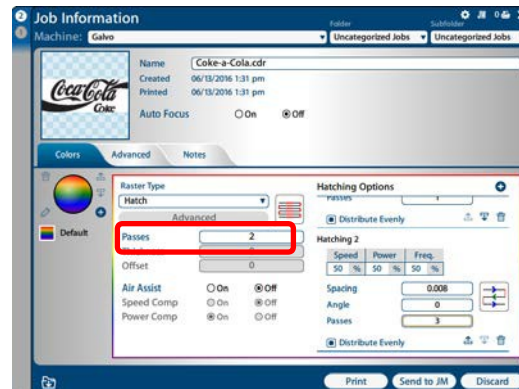 2 Job Information
JM 0
Folder
Subfolder
Machine: Galvo
Uncategorized Jobs
Uncategorized Jobs
Coca-Cola
Coke
Name Coke-a-Cola.cdr
Created 06/13/2016 1:31 pm
Printed 06/13/2016 1:31 pm
Auto Focus On Off
Colors Advanced Notes
Default
Raster Type
Hatch
Advanced
Passes 2
Offset 0
Air Assist On Off
Speed Comp On Off
Power Comp On Off
Hatching Options
Passes 1
Distribute Evenly
Hatching 2
Speed Power Freq.
50 % 50 % 50 %
Spacing 0.008
Angle 0
Passes 3
Distribute Evenly
Print Send to JM Discard